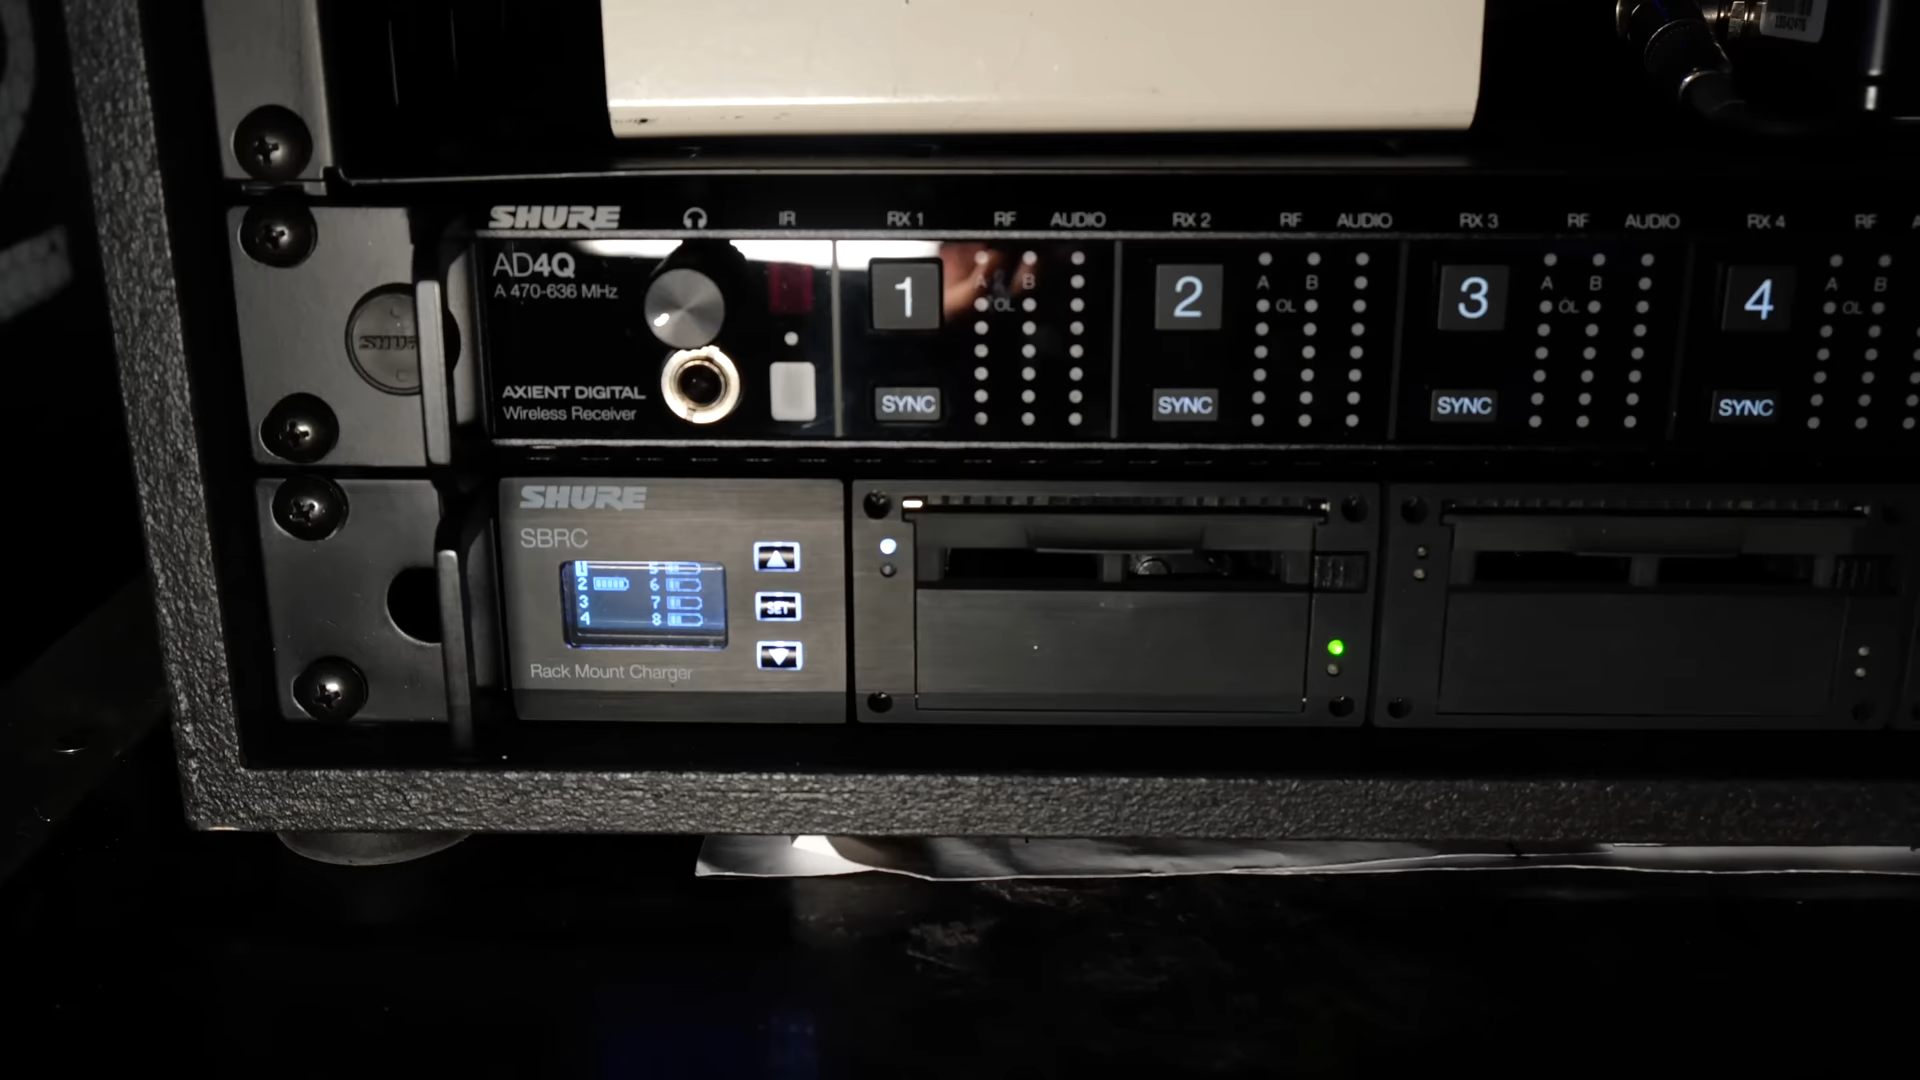 SHURE IR RX 1 RF AUDIO RX 2 RF AUDIO RX 3 RF AUDIO RX 4 RF
AD4Q
A 470-636 MHz
1 A B 2 A B 3 A B 4 A B
OL OL OL OL
SHURE
AXIENT DIGITAL
Wireless Receiver
SYNC SYNC SYNC SYNC
SHURE
SBRC
1 5
2 6
3 7
4 8
SET
Rack Mount Charger